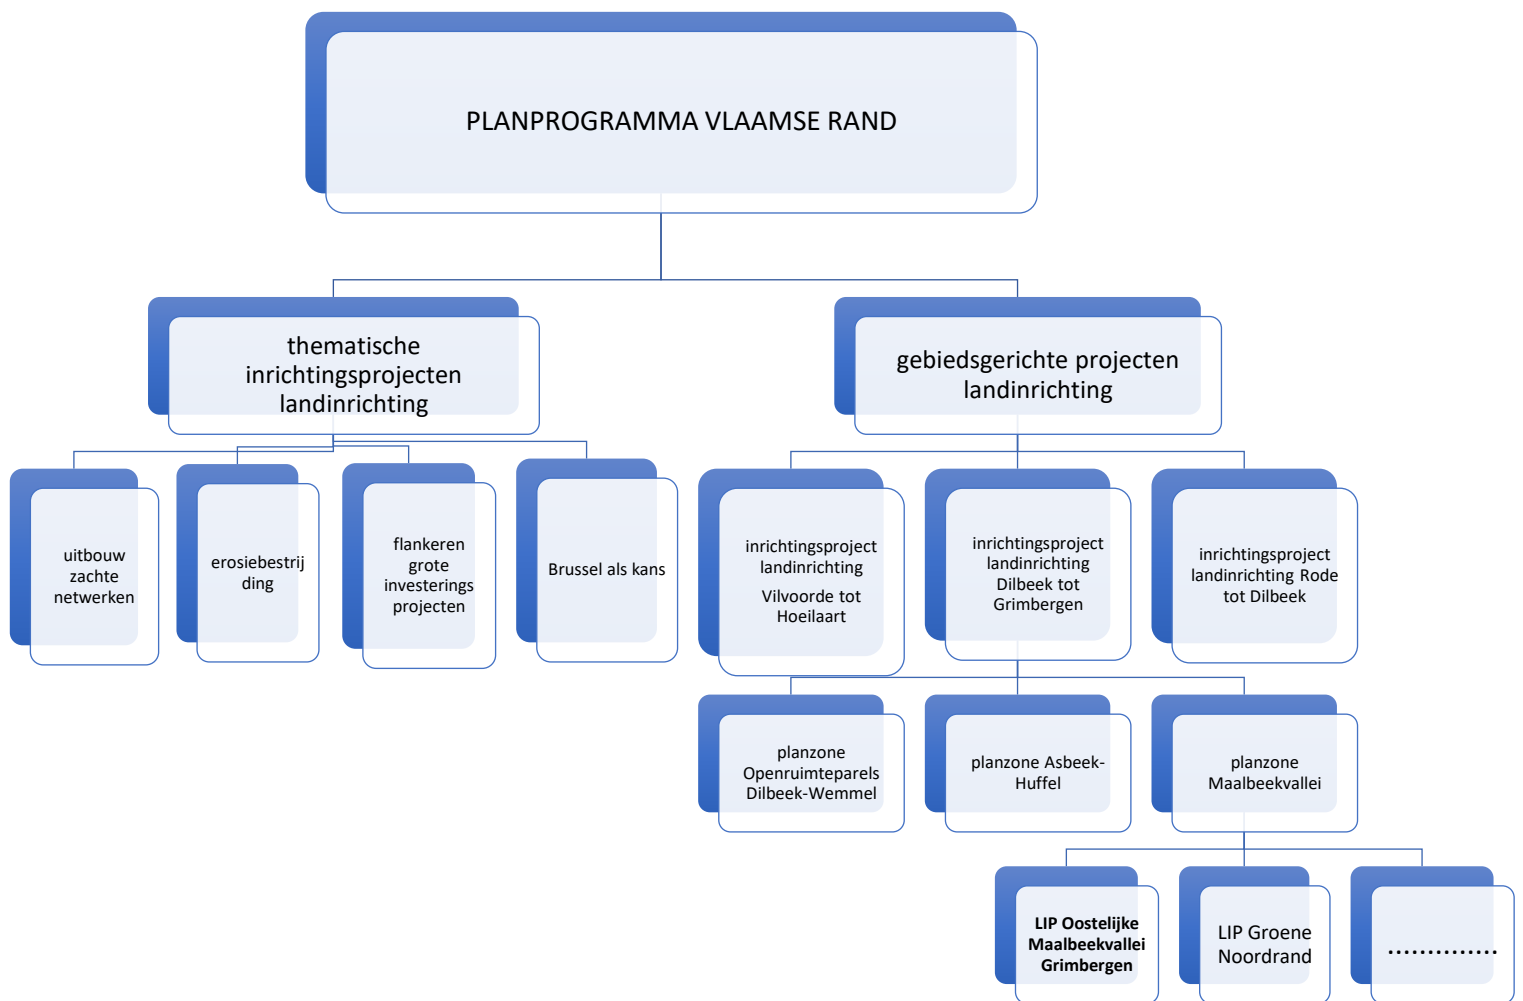 PLANPROGRAMMA VLAAMSE RAND
thematische
inrichtingsprojecten
landinrichting
gebiedsgerichte projecten
landinrichting
uitbouw
zachte
netwerken
erosiebestrij
ding
flankeren
grote
investerings
projecten
Brussel als kans
inrichtingsproject
landinrichting
Vilvoorde tot
Hoeilaart
inrichtingsproject
landinrichting
Dilbeek tot
Grimbergen
inrichtingsproject
landinrichting Rode
tot Dilbeek
planzone
Openruimteparels
Dilbeek-Wemmel
planzone Asbeek-
Huffel
planzone
Maalbeekvallei
LIP Oostelijke
Maalbeekvallei
Grimbergen
LIP Groene
Noordrand
..............